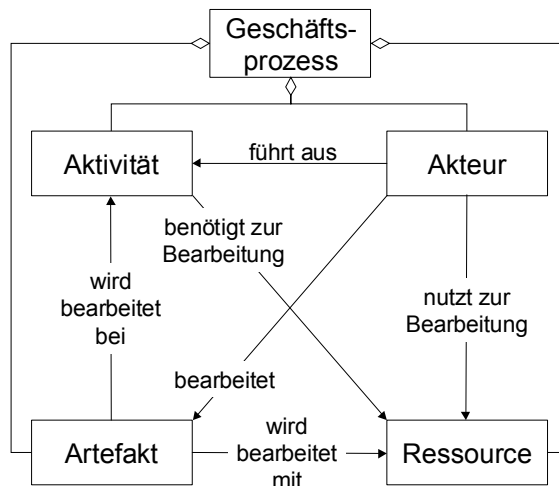 Geschäfts-
prozess
Aktivität
führt aus
Akteur
benötigt zur
Bearbeitung
wird
bearbeitet
bei
nutzt zur
Bearbeitung
bearbeitet
Artefakt
wird
bearbeitet
mit
Ressource